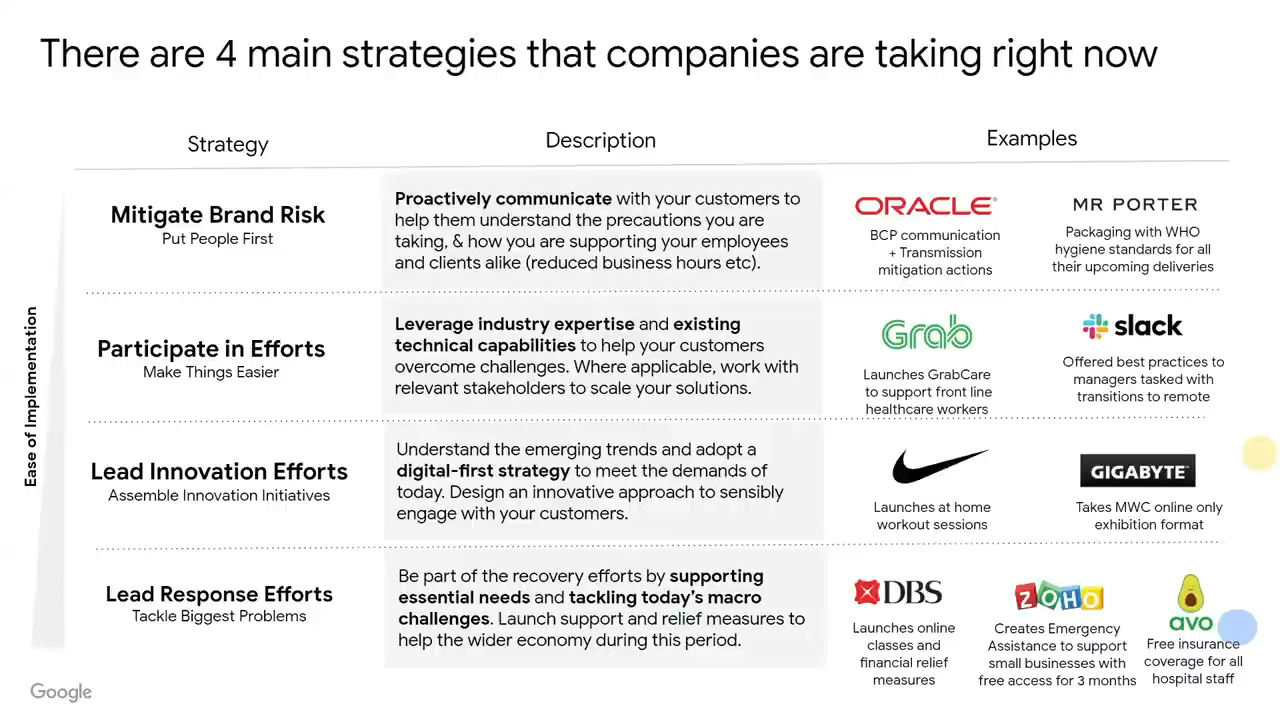 There are 4 main strategies that companies are taking right now
Strategy
Description
Examples
Ease of Implementation
Mitigate Brand Risk
Put People First
Proactively communicate with your customers to
help them understand the precautions you are
taking, & how you are supporting your employees
and clients alike (reduced business hours etc).
ORACLE
BCP communication
+ Transmission
mitigation actions
MR PORTER
Packaging with WHO
hygiene standards for all
their upcoming deliveries
Participate in Efforts
Make Things Easier
Leverage industry expertise and existing
technical capabilities to help your customers
overcome challenges. Where applicable, work with
relevant stakeholders to scale your solutions.
Grab
Launches GrabCare
to support front line
healthcare workers
slack
Offered best practices to
managers tasked with
transitions to remote
Lead Innovation Efforts
Assemble Innovation Initiatives
Understand the emerging trends and adopt a
digital-first strategy to meet the demands of
today. Design an innovative approach to sensibly
engage with your customers.
Launches at home
workout sessions
GIGABYTE
Takes MWC online only
exhibition format
Lead Response Efforts
Tackle Biggest Problems
Be part of the recovery efforts by supporting
essential needs and tackling today's macro
challenges. Launch support and relief measures to
help the wider economy during this period.
DBS
Launches online
classes and
financial relief
measures
ZOHO
Creates Emergency
Assistance to support
small businesses with
free access for 3 months
avo
Free insurance
coverage for all
hospital staff
Google